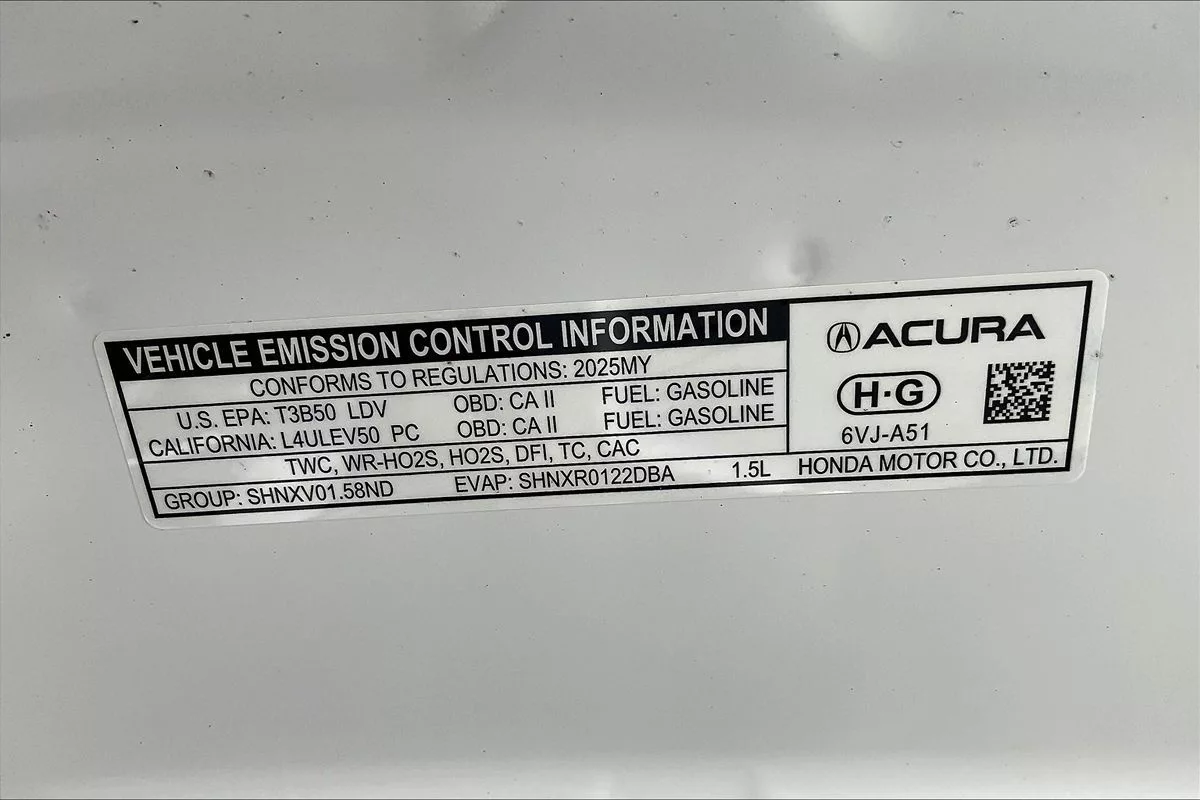 VEHICLE EMISSION CONTROL INFORMATION
CONFORMS TO REGULATIONS: 2025MY
U.S. EPA: T3B50 LDV OBD: CA II FUEL: GASOLINE
CALIFORNIA: L4ULEV50 PC OBD: CA II FUEL: GASOLINE
TWC, WR-HO2S, HO2S, DFI, TC, CAC
GROUP: SHNXV01.58ND EVAP: SHNXR0122DBA 1.5L
ACURA
H·G
6VJ-A51
HONDA MOTOR CO., LTD.